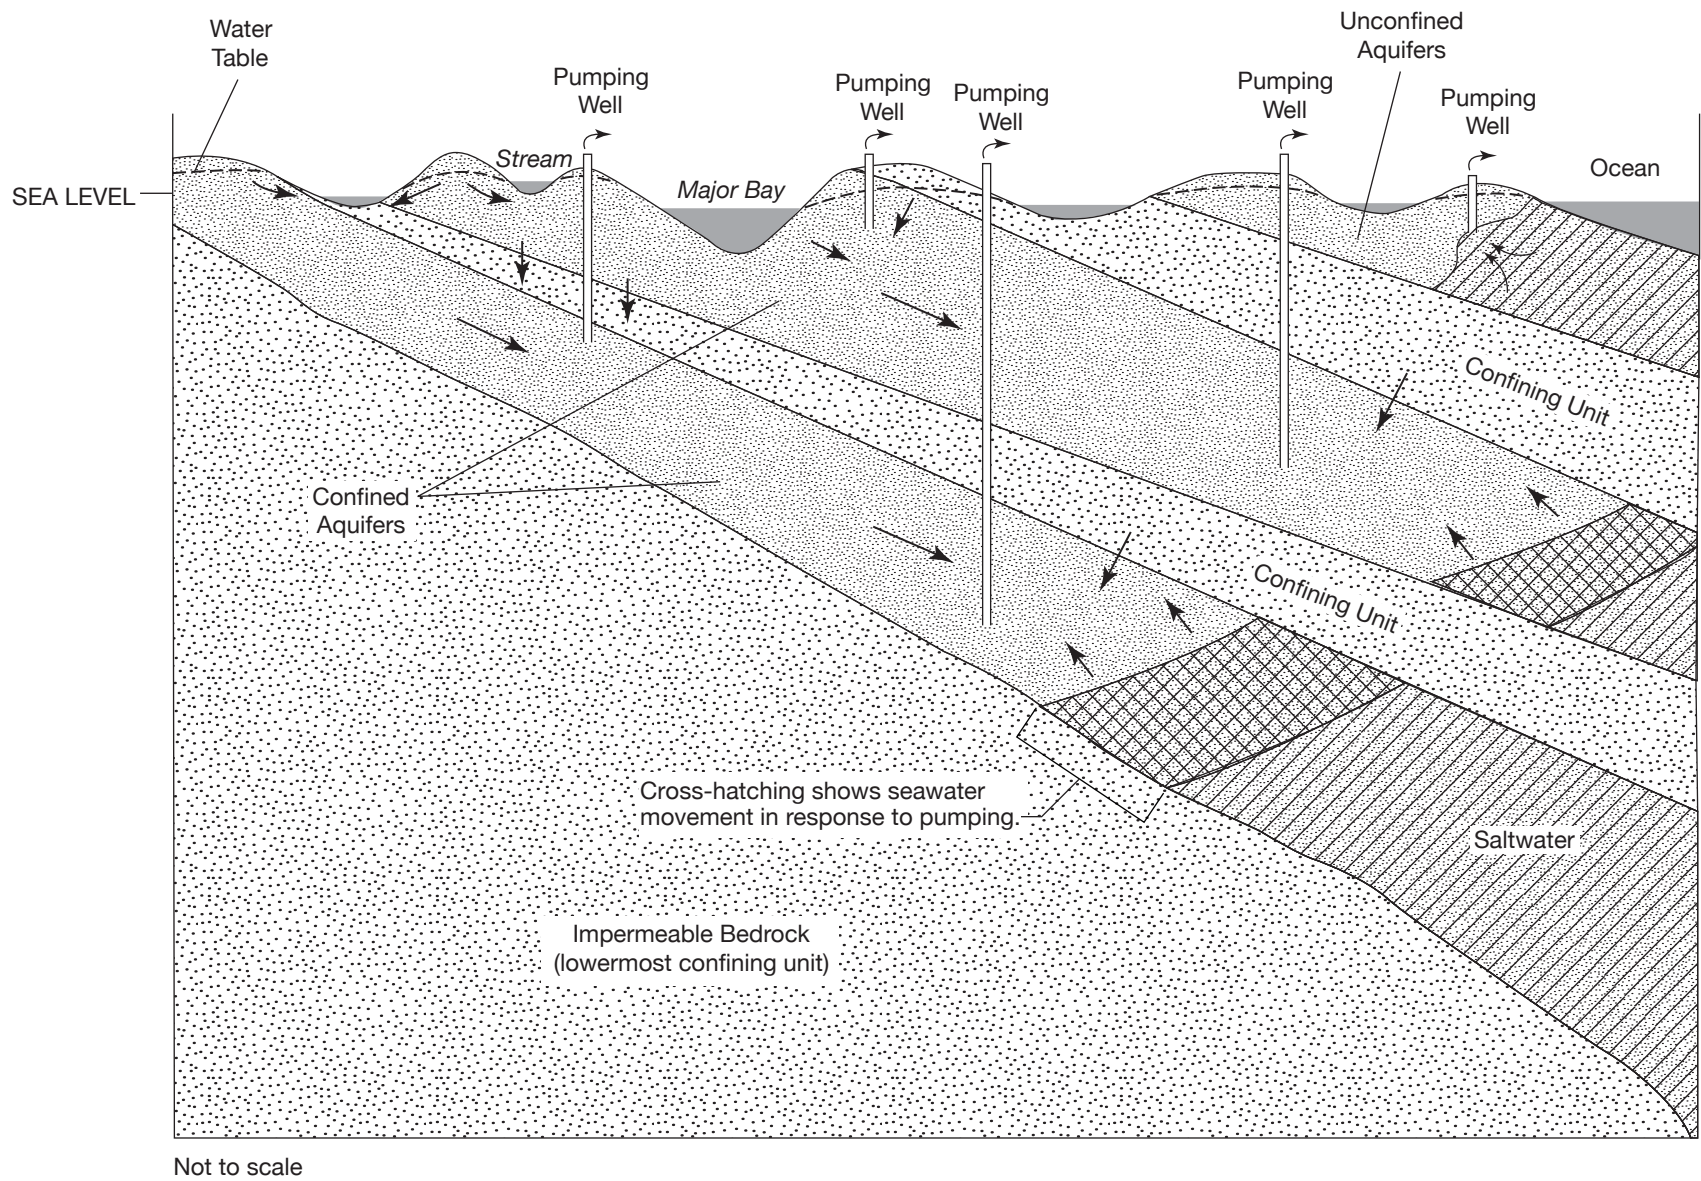 Water
Table
Pumping
Well
Stream
Major Bay
Pumping
Well
Pumping
Well
Pumping
Well
Unconfined
Aquifers
Pumping
Well
Ocean
SEA LEVEL
Confining Unit
Confined
Aquifers
Confining Unit
Cross-hatching shows seawater
movement in response to pumping.
Saltwater
Impermeable Bedrock
(lowermost confining unit)
Not to scale